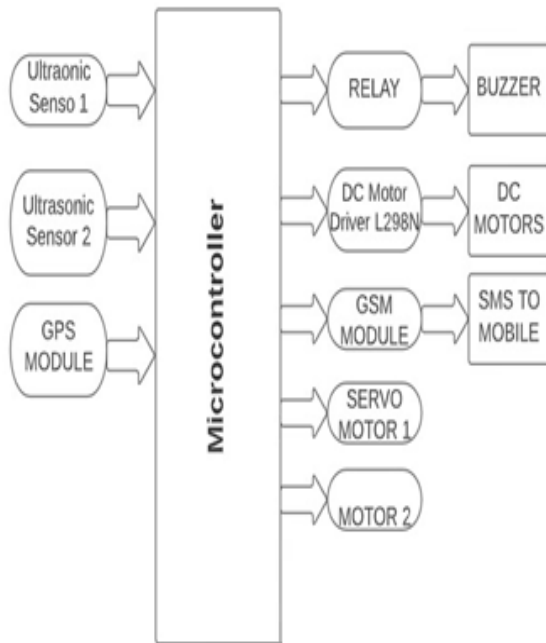 Ultraonic
Senso 1
Ultrasonic
Sensor 2
GPS
MODULE
Microcontroller
RELAY
BUZZER
DC Motor
Driver L298N
DC
MOTORS
GSM
MODULE
SMS TO
MOBILE
SERVO
MOTOR 1
MOTOR 2